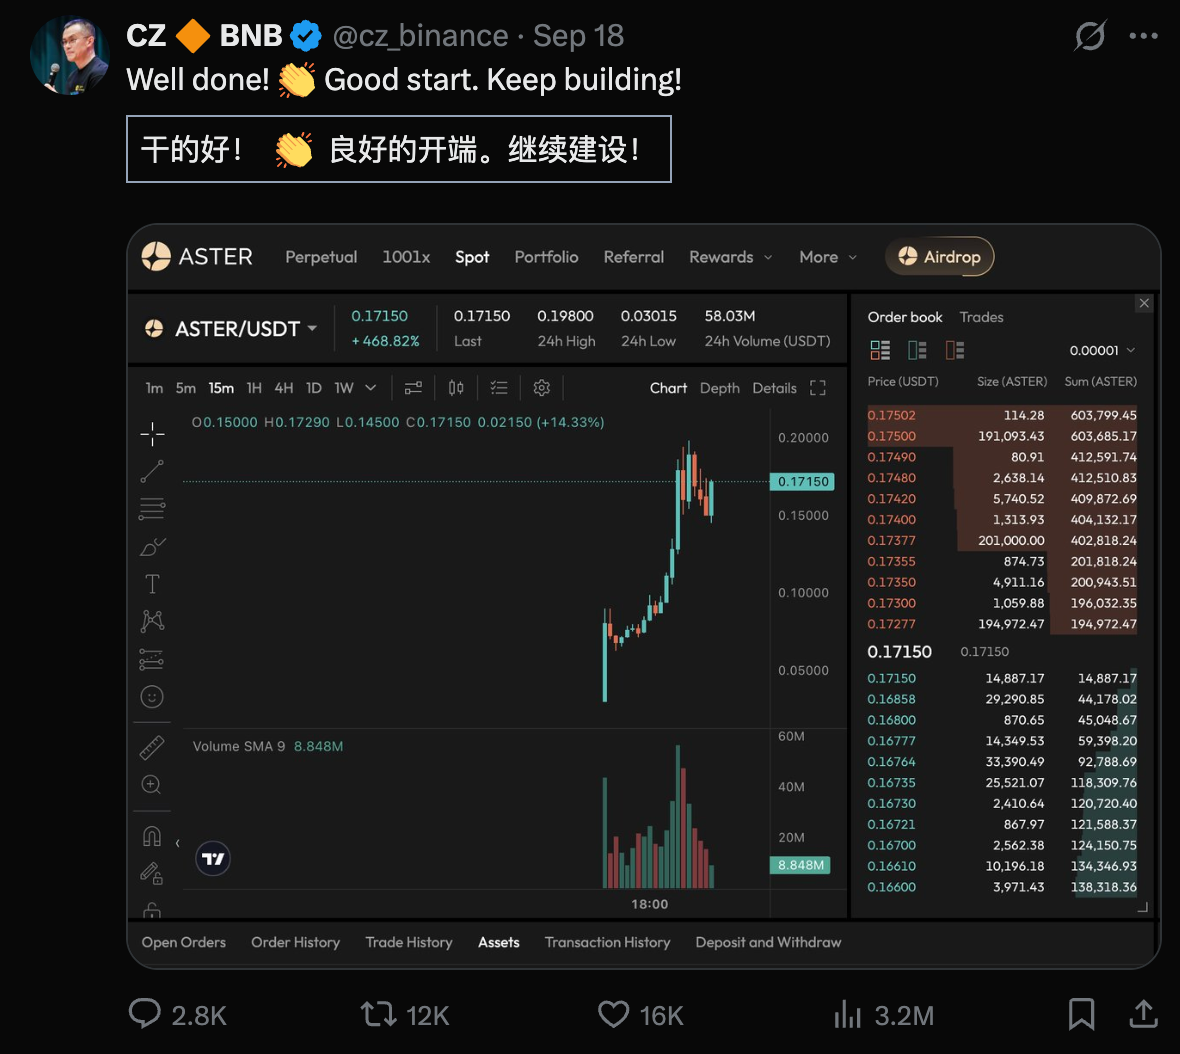 CZ 🔶 BNB @cz_binance · Sep 18
Well done! 👏 Good start. Keep building!
干的好！ 👏 良好的开端。继续建设！
ASTER Perpetual 1001x Spot Portfolio Referral Rewards More Airdrop
ASTER/USDT
0.17150
+ 468.82%
0.17150
Last
0.19800
24h High
0.03015
24h Low
58.03M
24h Volume (USDT)
1m 5m 15m 1H 4H 1D 1W
Chart Depth Details
O0.15000 H0.17290 L0.14500 C0.17150 0.02150 (+14.33%)
0.20000
0.17150
0.15000
0.10000
0.05000
Volume SMA 9 8.848M
60M
40M
20M
8.848M
18:00
Order book Trades
0.00001
Price (USDT) Size (ASTER) Sum (ASTER)
0.17502 114.28 603,799.45
0.17500 191,093.43 603,685.17
0.17490 80.91 412,591.74
0.17480 2,638.14 412,510.83
0.17420 5,740.52 409,872.69
0.17400 1,313.93 404,132.17
0.17377 201,000.00 402,818.24
0.17355 874.73 201,818.24
0.17350 4,911.16 200,943.51
0.17300 1,059.88 196,032.35
0.17277 194,972.47 194,972.47
0.17150 0.17150
0.17150 14,887.17 14,887.17
0.16858 29,290.85 44,178.02
0.16800 870.65 45,048.67
0.16777 14,349.53 59,398.20
0.16764 33,390.49 92,788.69
0.16735 25,521.07 118,309.76
0.16730 2,410.64 120,720.40
0.16721 867.97 121,588.37
0.16700 2,562.38 124,150.75
0.16610 10,196.18 134,346.93
0.16600 3,971.43 138,318.36
Open Orders Order History Trade History Assets Transaction History Deposit and Withdraw
2.8K 12K 16K 3.2M